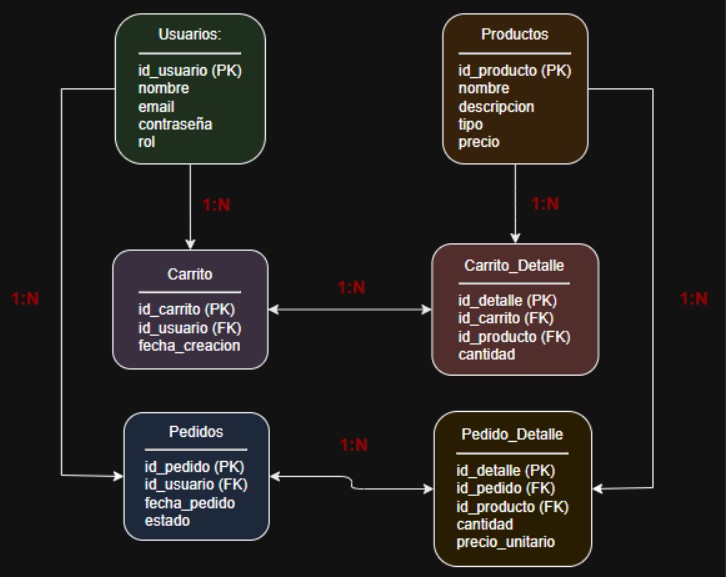 Usuarios:
id_usuario (PK)
nombre
email
contraseña
rol
Productos
id_producto (PK)
nombre
descripcion
tipo
precio
1:N
1:N
Carrito
id_carrito (PK)
id_usuario (FK)
fecha_creacion
1:N
Carrito_Detalle
id_detalle (PK)
id_carrito (FK)
id_producto (FK)
cantidad
1:N
1:N
Pedidos
id_pedido (PK)
id_usuario (FK)
fecha_pedido
estado
1:N
Pedido_Detalle
id_detalle (PK)
id_pedido (FK)
id_producto (FK)
cantidad
precio_unitario